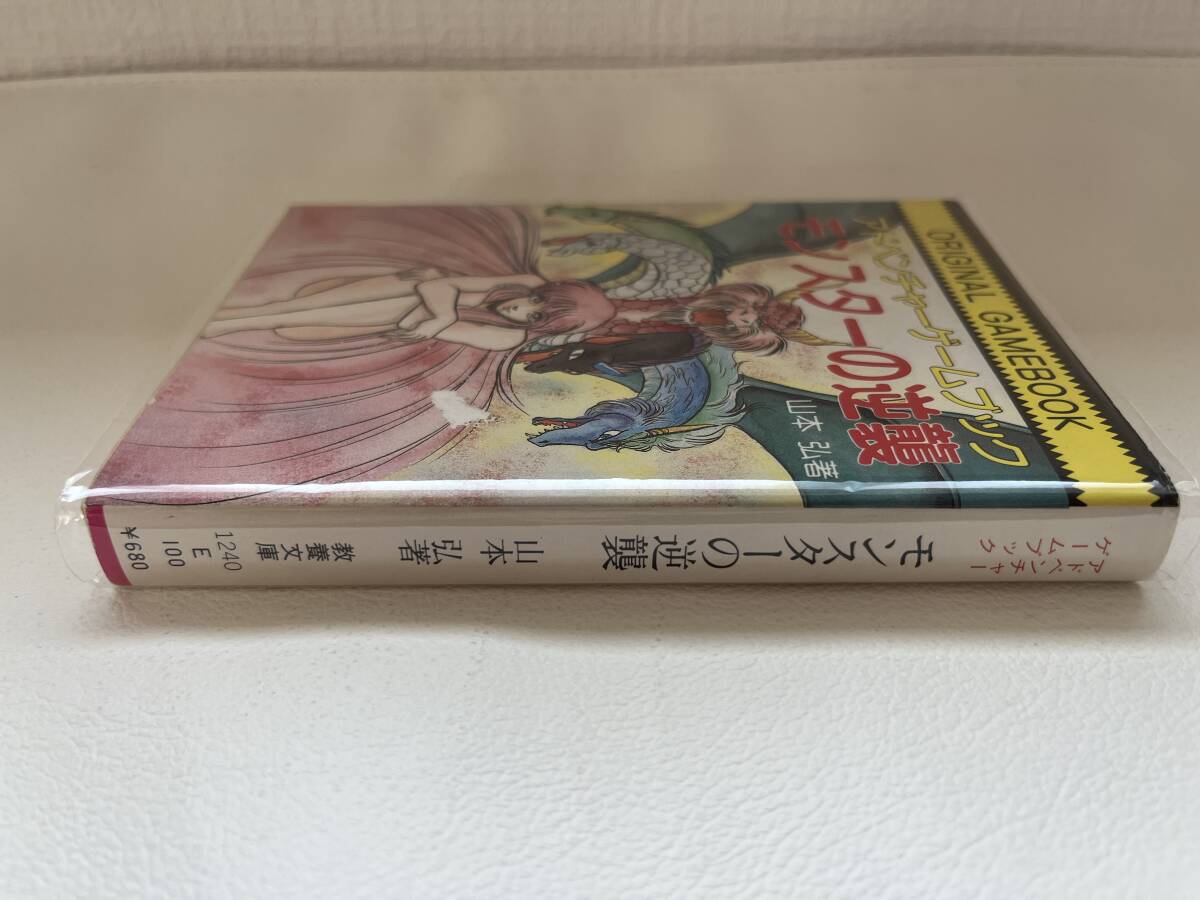 ORIGINAL GAMEBOOK
アドベンチャーゲームブック
モンスターの逆襲
山本 弘著
アドベンチャー
ゲームブック
モンスターの逆襲
山本 弘著
教養文庫
1240
E
100
¥680